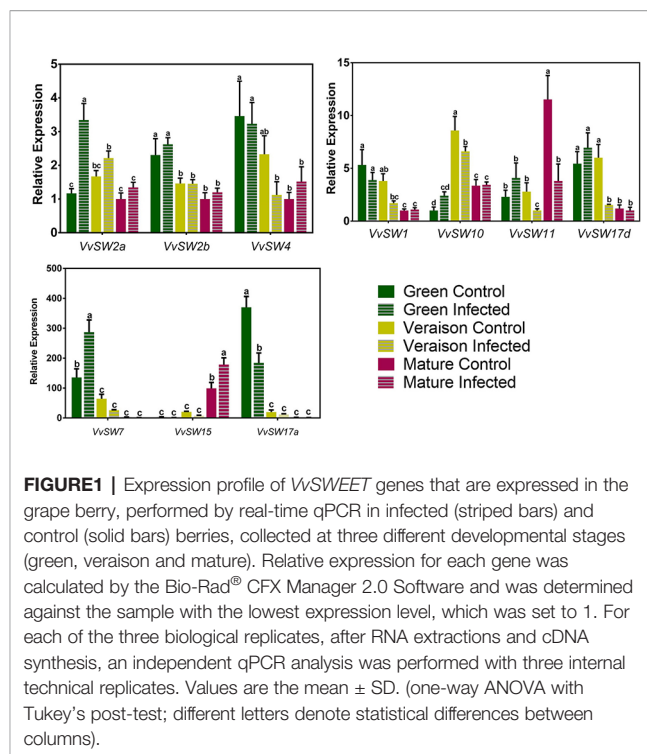 Relative Expression
5
4
3
2
1
0
c a bc b c c
a a b b b b
a a ab b b b
VvSW2a VvSW2b VvSW4
Relative Expression
15
10
5
0
a ab ab bc c c
d cd a b c c
b b b c a b
a a a b b b
VvSW1 VvSW10 VvSW11 VvSW17d
Relative Expression
500
400
300
200
100
0
b a c c c c
c c c c b a
a b c c c c
VvSW7 VvSW15 VvSW17a
Green Control
Green Infected
Veraison Control
Veraison Infected
Mature Control
Mature Infected
FIGURE1 | Expression profile of VvSWEET genes that are expressed in the
grape berry, performed by real-time qPCR in infected (striped bars) and
control (solid bars) berries, collected at three different developmental stages
(green, veraison and mature). Relative expression for each gene was
calculated by the Bio-Rad® CFX Manager 2.0 Software and was determined
against the sample with the lowest expression level, which was set to 1. For
each of the three biological replicates, after RNA extractions and cDNA
synthesis, an independent qPCR analysis was performed with three internal
technical replicates. Values are the mean ± SD. (one-way ANOVA with
Tukey's post-test; different letters denote statistical differences between
columns).